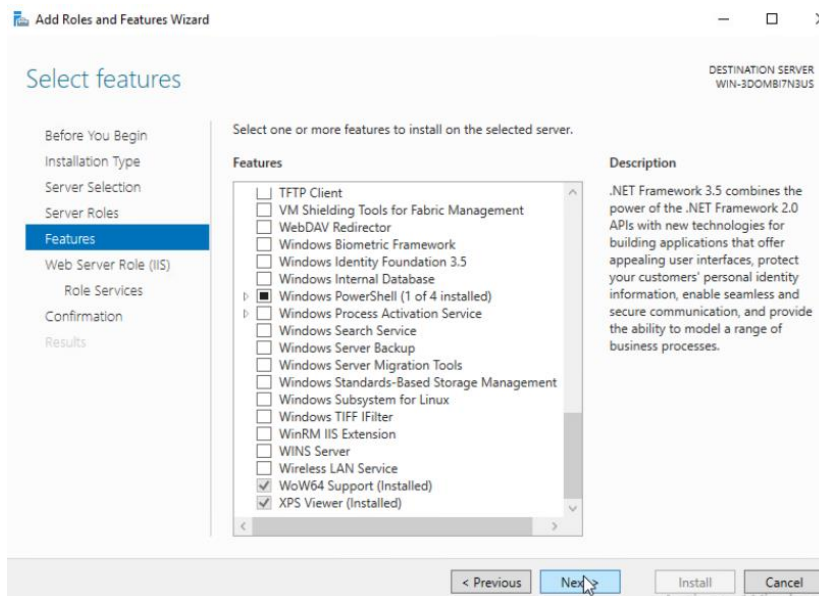 Add Roles and Features Wizard
Select features
DESTINATION SERVER
WIN-3DOMBI7N3US
Before You Begin
Installation Type
Server Selection
Server Roles
Features
Web Server Role (IIS)
Role Services
Confirmation
Results
Select one or more features to install on the selected server.
Features
TFTP Client
VM Shielding Tools for Fabric Management
WebDAV Redirector
Windows Biometric Framework
Windows Identity Foundation 3.5
Windows Internal Database
Windows PowerShell (1 of 4 installed)
Windows Process Activation Service
Windows Search Service
Windows Server Backup
Windows Server Migration Tools
Windows Standards-Based Storage Management
Windows Subsystem for Linux
Windows TIFF IFilter
WinRM IIS Extension
WINS Server
Wireless LAN Service
WoW64 Support (Installed)
XPS Viewer (Installed)
Description
.NET Framework 3.5 combines the
power of the .NET Framework 2.0
APIs with new technologies for
building applications that offer
appealing user interfaces, protect
your customers' personal identity
information, enable seamless and
secure communication, and provide
the ability to model a range of
business processes.
< Previous
Next >
Install
Cancel